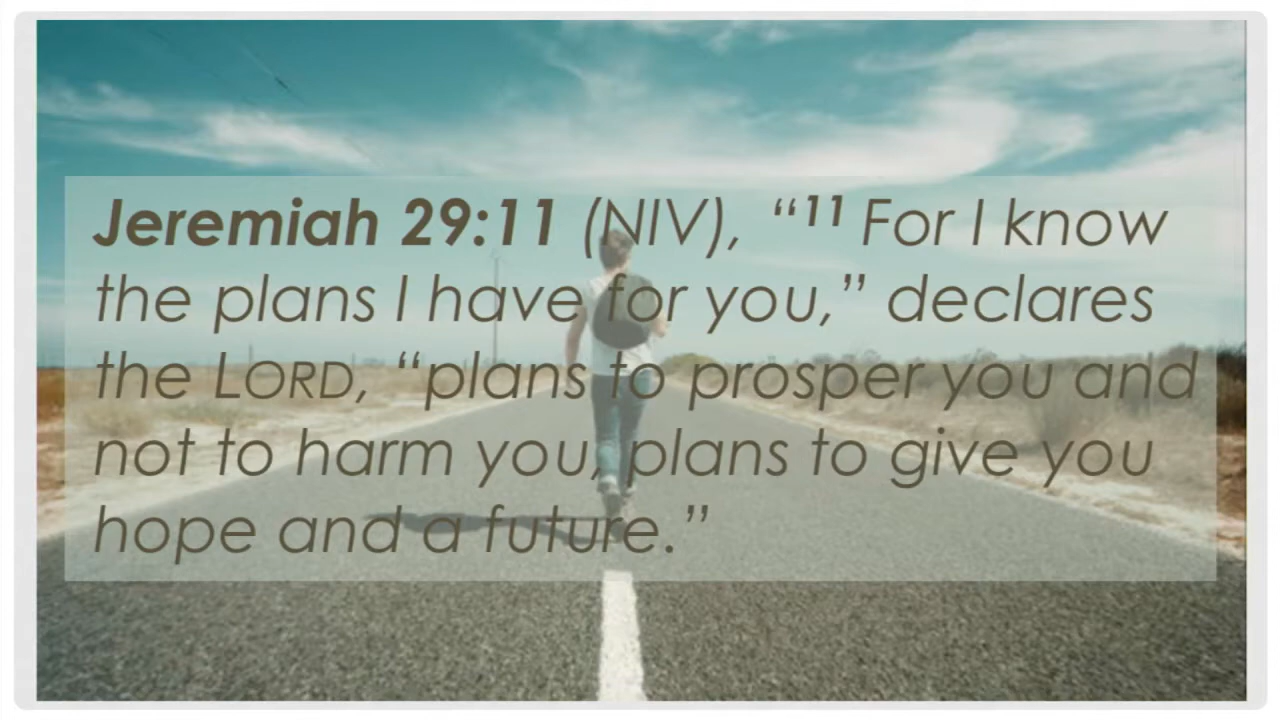 Jeremiah 29:11 (NIV), “¹¹ For I know
the plans I have for you,” declares
the LORD, “plans to prosper you and
not to harm you, plans to give you
hope and a future.”